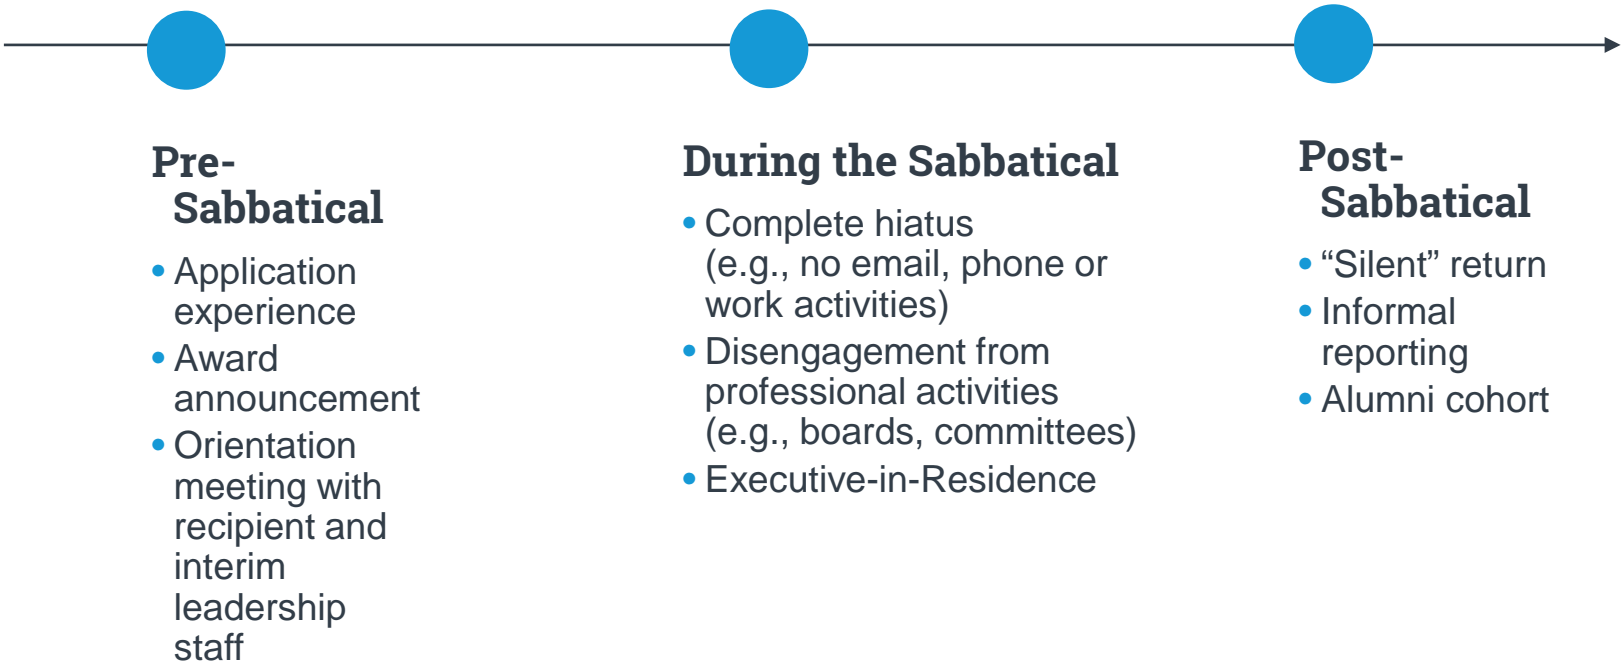 Pre-
Sabbatical
• Application
experience
• Award
announcement
• Orientation
meeting with
recipient and
interim
leadership
staff
During the Sabbatical
• Complete hiatus
(e.g., no email, phone or
work activities)
• Disengagement from
professional activities
(e.g., boards, committees)
• Executive-in-Residence
Post-
Sabbatical
• “Silent” return
• Informal
reporting
• Alumni cohort